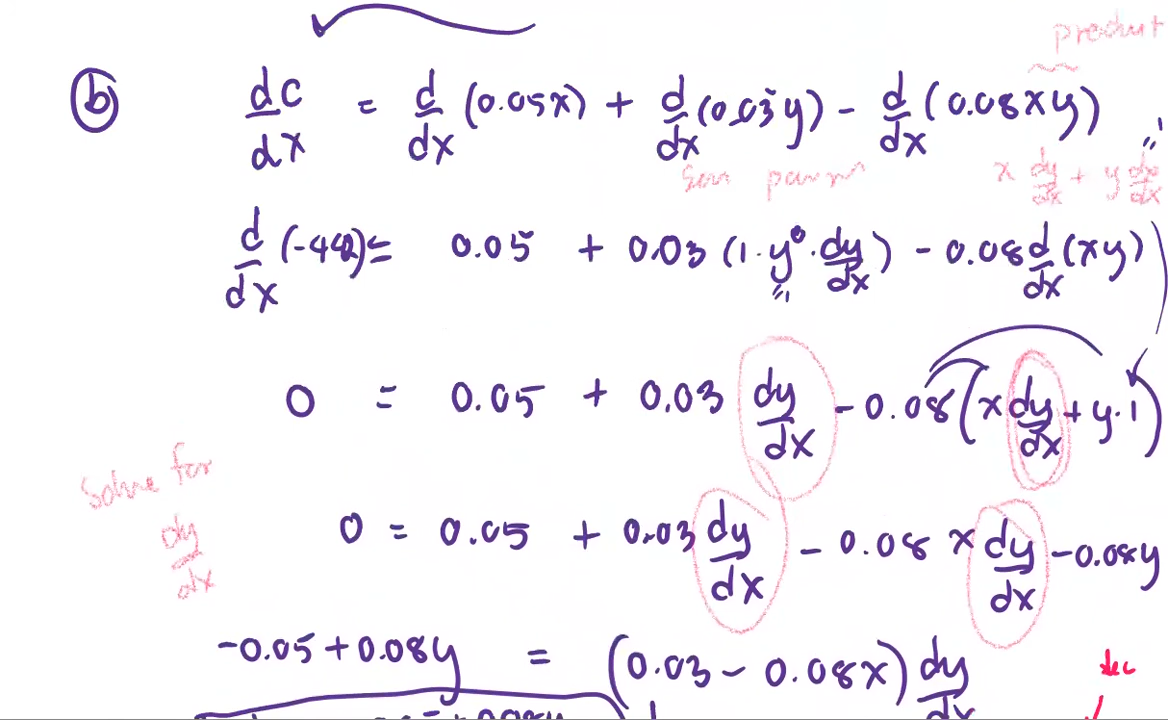 product
(b) dc/dx = d/dx (0.05x) + d/dx (0.03y) - d/dx (0.08xy)
x dy/dx + y dx/dx
d/dx (-442) = 0.05 + 0.03 (1·y⁰·dy/dx) - 0.08 d/dx (xy)
0 = 0.05 + 0.03 dy/dx - 0.08 (x dy/dx + y·1)
Solve for dy/dx
0 = 0.05 + 0.03 dy/dx - 0.08 x dy/dx - 0.08y
-0.05 + 0.08y = (0.03 - 0.08x) dy/dx
dec